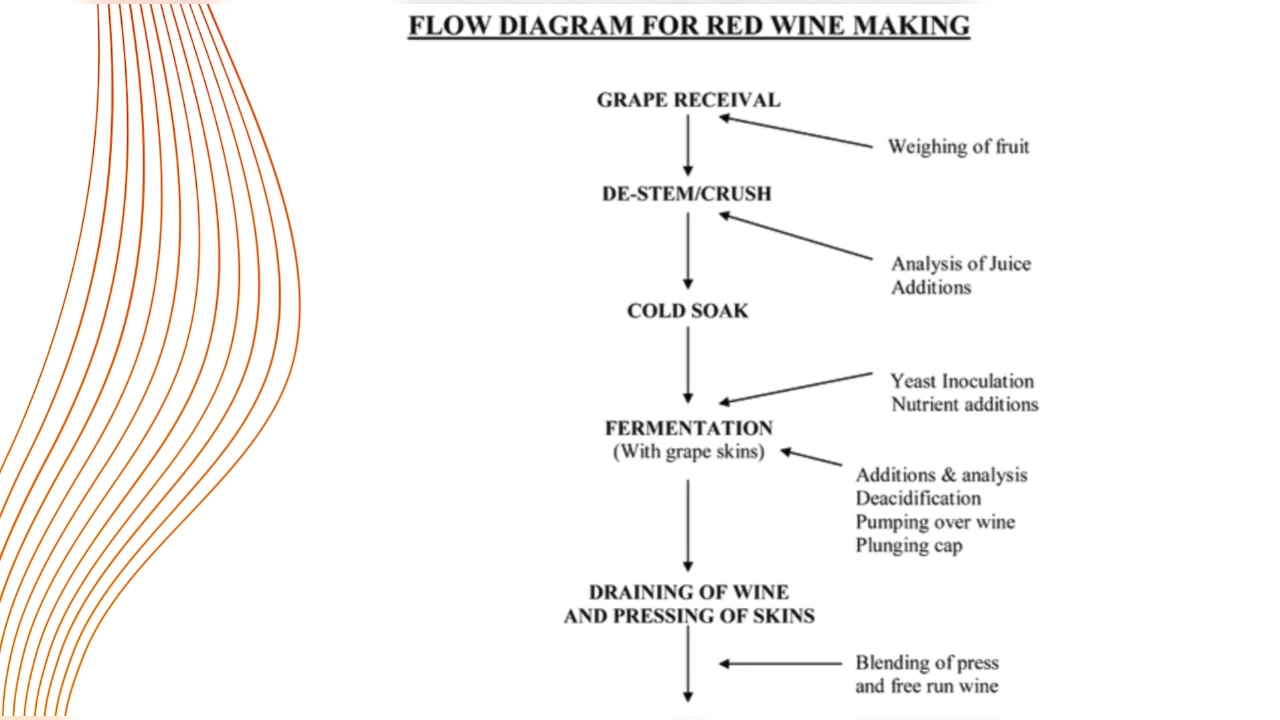 FLOW DIAGRAM FOR RED WINE MAKING
GRAPE RECEIVAL
Weighing of fruit
DE-STEM/CRUSH
Analysis of Juice
Additions
COLD SOAK
Yeast Inoculation
Nutrient additions
FERMENTATION
(With grape skins)
Additions & analysis
Deacidification
Pumping over wine
Plunging cap
DRAINING OF WINE
AND PRESSING OF SKINS
Blending of press
and free run wine